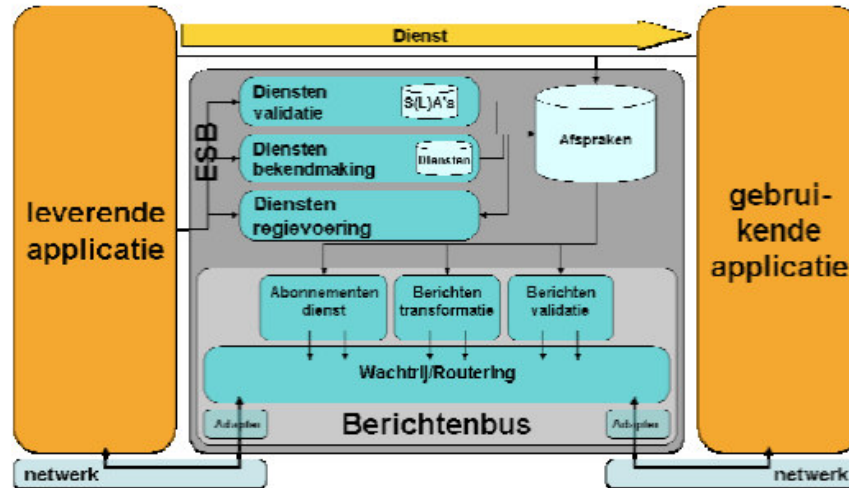 Dienst
leverende
applicatie
ESB
Diensten
validatie
S(L)A's
Diensten
bekendmaking
Diensten
Diensten
regievoering
Afspraken
gebrui-
kende
applicatie
Abonnementen
dienst
Berichten
transformatie
Berichten
validatie
Wachtrij/Routering
Adapter
Berichtenbus
Adapter
netwerk
netwerk